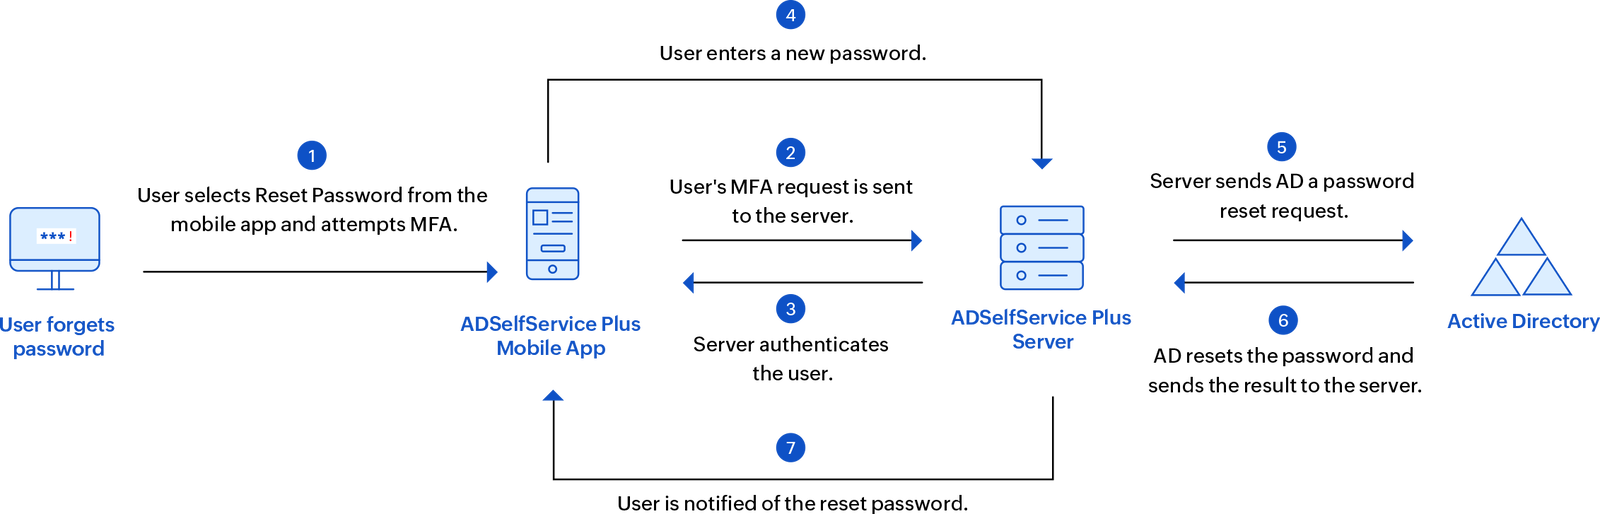 4
User enters a new password.
1
User selects Reset Password from the
mobile app and attempts MFA.
***!
User forgets
password
ADSelfService Plus
Mobile App
2
User's MFA request is sent
to the server.
3
Server authenticates
the user.
ADSelfService Plus
Server
5
Server sends AD a password
reset request.
6
AD resets the password and
sends the result to the server.
Active Directory
7
User is notified of the reset password.